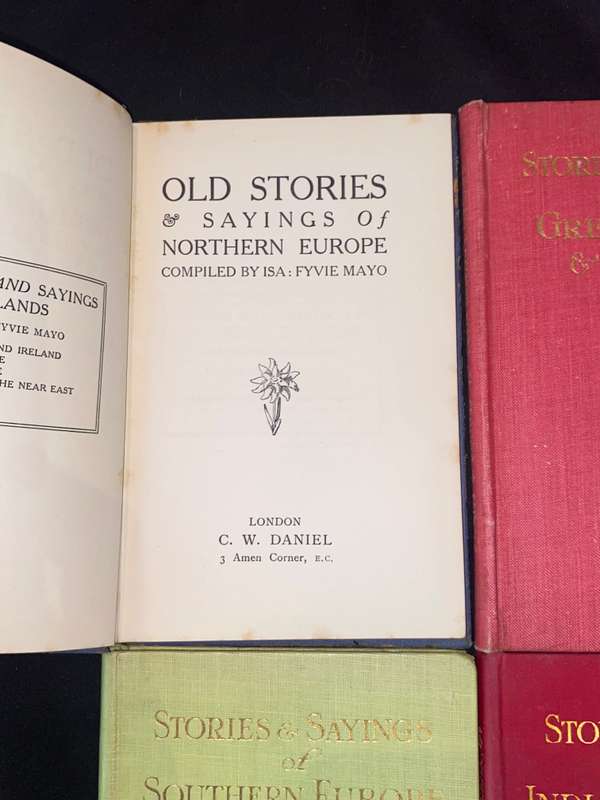 AND SAYINGS
LANDS
FYVIE MAYO
AND IRELAND
THE NEAR EAST
OLD STORIES
& SAYINGS Of
NORTHERN EUROPE
COMPILED BY ISA: FYVIE MAYO
LONDON
C. W. DANIEL
3 Amen Corner, E.C.
STORIES & SAYINGS
of
SOUTHERN EUROPE